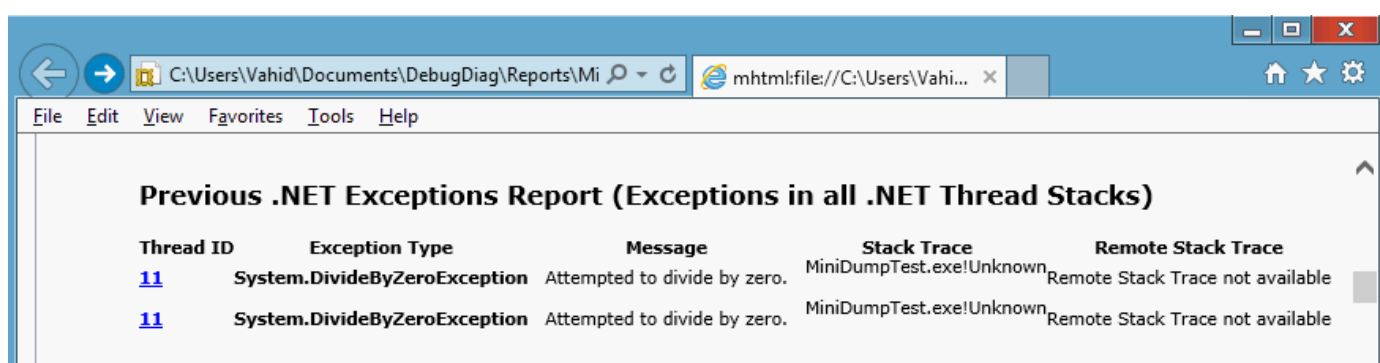 C:\Users\Vahid\Documents\DebugDiag\Reports\Mi
mhtml:file://C:\Users\Vahi...
File Edit View Favorites Tools Help
Previous .NET Exceptions Report (Exceptions in all .NET Thread Stacks)
Thread ID Exception Type Message Stack Trace Remote Stack Trace
11 System.DivideByZeroException Attempted to divide by zero. MiniDumpTest.exe!Unknown Remote Stack Trace not available
11 System.DivideByZeroException Attempted to divide by zero. MiniDumpTest.exe!Unknown Remote Stack Trace not available